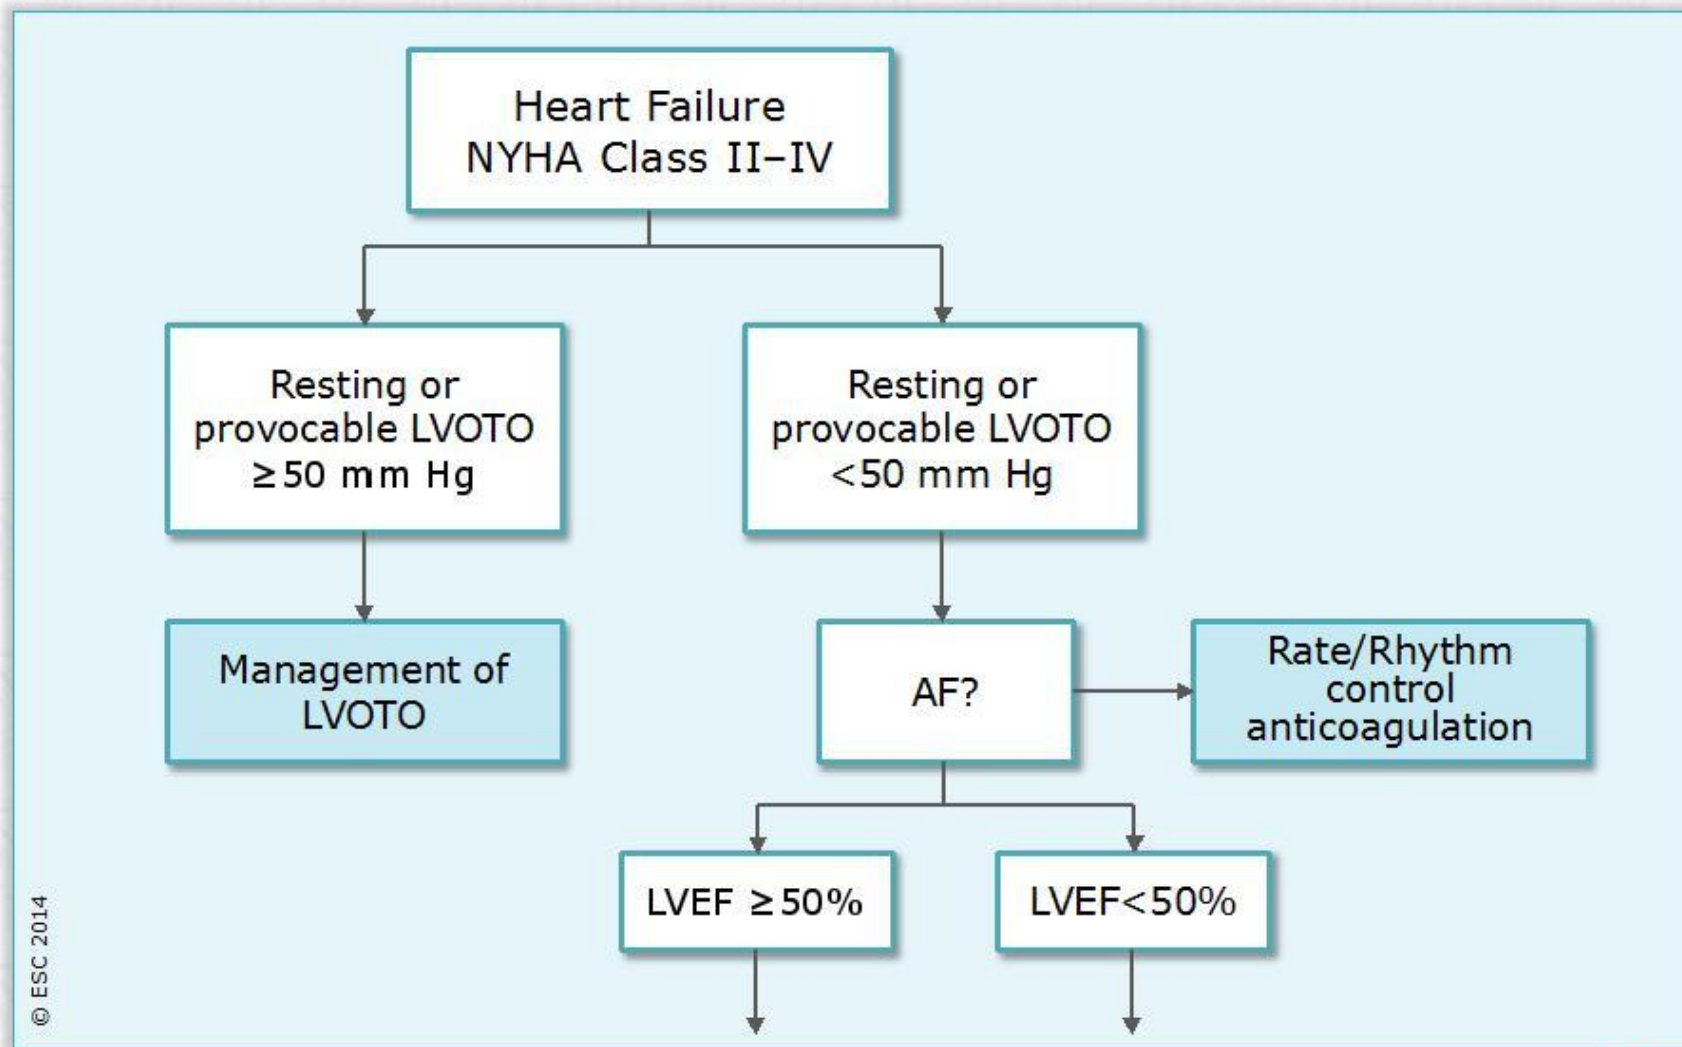 Heart Failure
NYHA Class II–IV
Resting or
provocable LVOTO
≥50 mm Hg
Resting or
provocable LVOTO
<50 mm Hg
Management of
LVOTO
AF?
Rate/Rhythm
control
anticoagulation
LVEF ≥50%
LVEF<50%
© ESC 2014